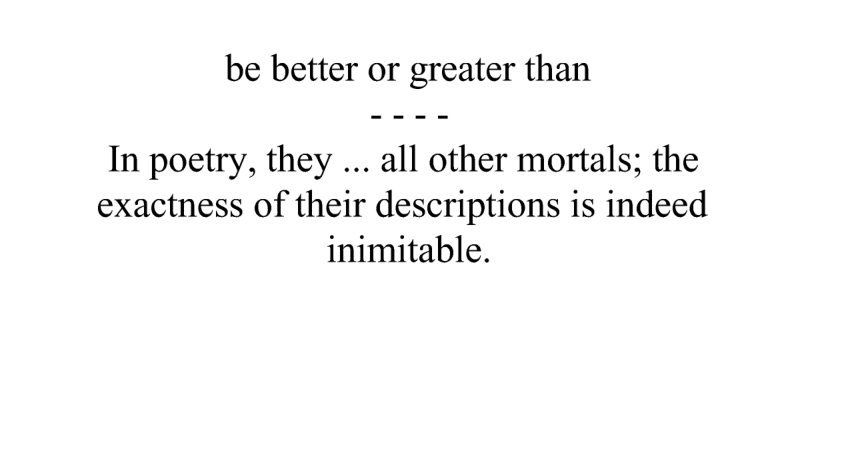 be better or greater than
- - - -
In poetry, they ... all other mortals; the
exactness of their descriptions is indeed
inimitable.